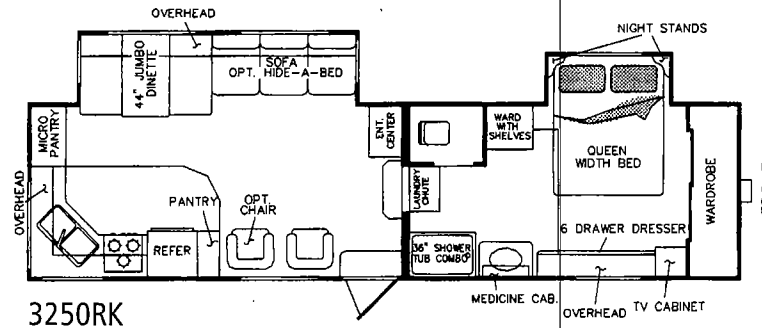 OVERHEAD
NIGHT STANDS
44" JUMBO
DINETTE
SOFA
OPT. HIDE-A-BED
MICRO
PANTRY
ENT.
CENTER
WARD
WITH
SHELVES
QUEEN
WIDTH BED
WARDROBE
OVERHEAD
PANTRY
OPT.
CHAIR
LAUNDRY
CHUTE
REFER
36" SHOWER
TUB COMBO
6 DRAWER DRESSER
MEDICINE CAB.
OVERHEAD
TV CABINET
3250RK